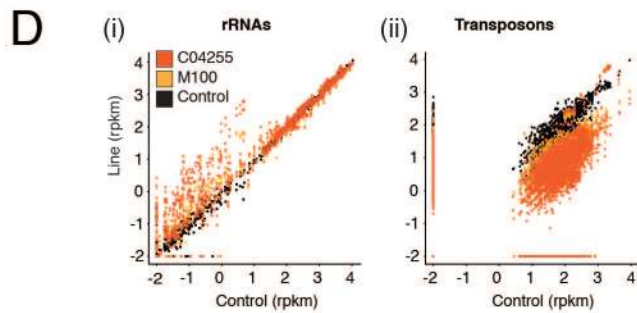 D
(i)
rRNAs
C04255
M100
Control
Line (rpkm)
4
3
2
1
0
-1
-2
-2 -1 0 1 2 3 4
Control (rpkm)
(ii)
Transposons
4
3
2
1
0
-1
-2
-2 -1 0 1 2 3 4
Control (rpkm)